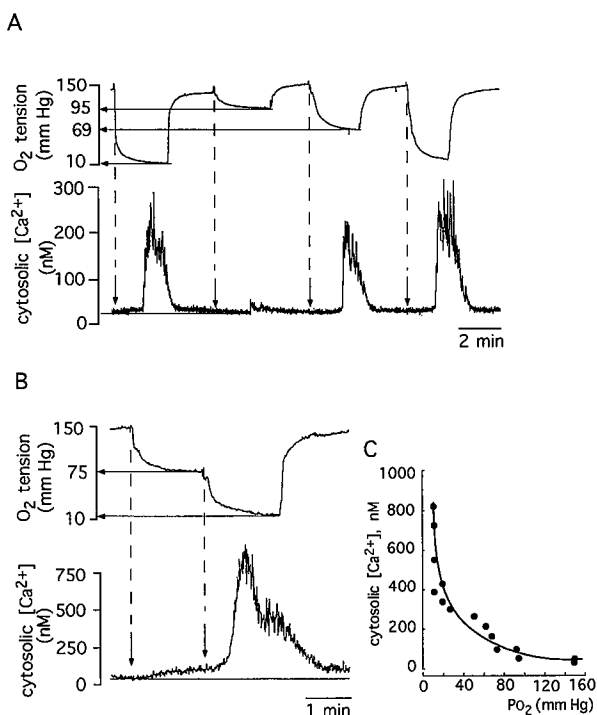 A
O₂ tension
(mm Hg)
150
95
69
10
cytosolic [Ca²⁺]
(nM)
300
200
100
0
2 min
B
O₂ tension
(mm Hg)
150
75
10
cytosolic [Ca²⁺]
(nM)
750
500
250
0
1 min
C
cytosolic [Ca²⁺], nM
1000
800
600
400
200
0
0 40 80 120 160
PO₂ (mm Hg)